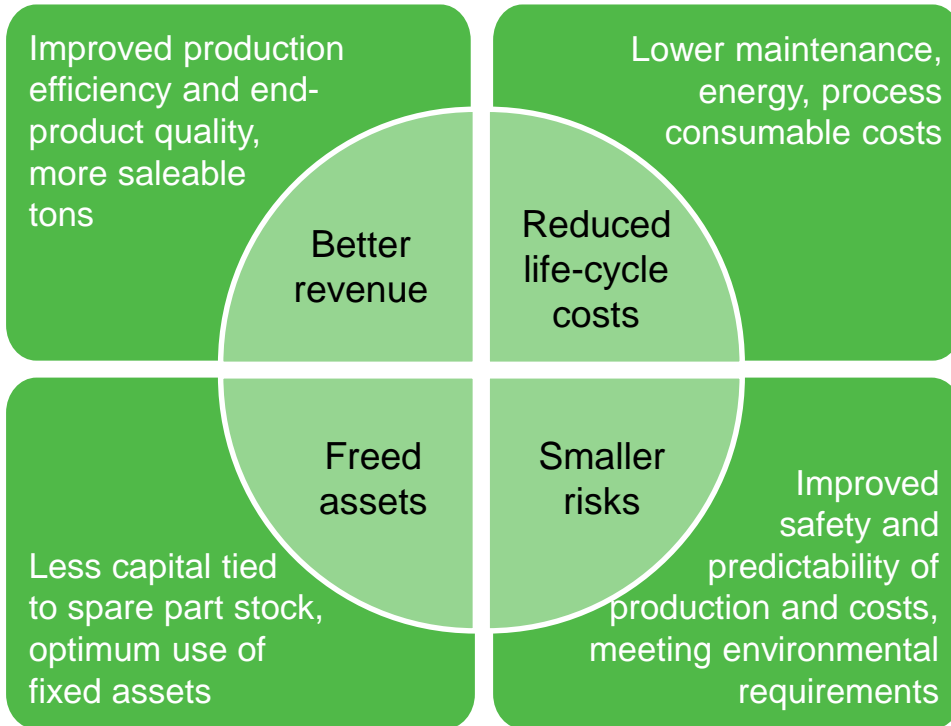 Improved production
efficiency and end-
product quality,
more saleable
tons
Better
revenue
Lower maintenance,
energy, process
consumable costs
Reduced
life-cycle
costs
Freed
assets
Less capital tied
to spare part stock,
optimum use of
fixed assets
Smaller
risks
Improved
safety and
predictability of
production and costs,
meeting environmental
requirements